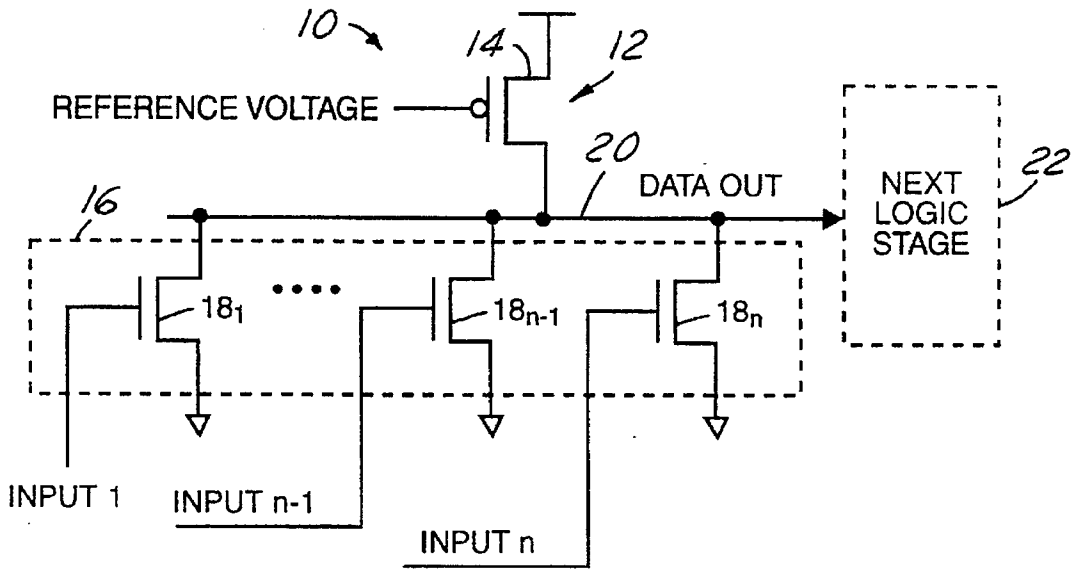 10
14
12
REFERENCE VOLTAGE
20
DATA OUT
22
NEXT
LOGIC
STAGE
16
18₁
18ₙ₋₁
18ₙ
INPUT 1
INPUT n-1
INPUT n